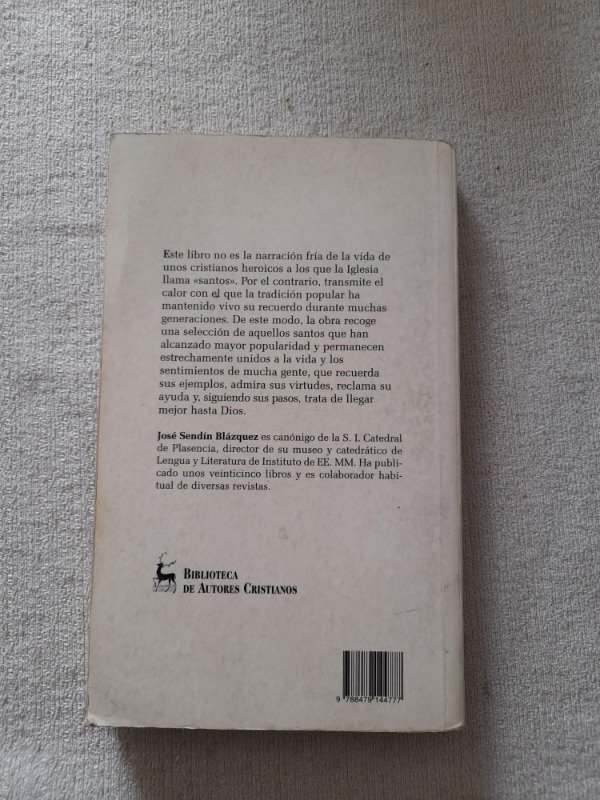 Este libro no es la narración fría de la vida de
unos cristianos heroicos a los que la Iglesia
llama «santos». Por el contrario, transmite el
calor con el que la tradición popular ha
mantenido vivo su recuerdo durante muchas
generaciones. De este modo, la obra recoge
una selección de aquellos santos que han
alcanzado mayor popularidad y permanecen
estrechamente unidos a la vida y los
sentimientos de mucha gente, que recuerda
sus ejemplos, admira sus virtudes, reclama su
ayuda y, siguiendo sus pasos, trata de llegar
mejor hasta Dios.
José Sendín Blázquez es canónigo de la S. I. Catedral
de Plasencia, director de su museo y catedrático de
Lengua y Literatura de Instituto de EE. MM. Ha publi-
cado unos veinticinco libros y es colaborador habi-
tual de diversas revistas.
BIBLIOTECA
DE AUTORES CRISTIANOS
9 788479 144777